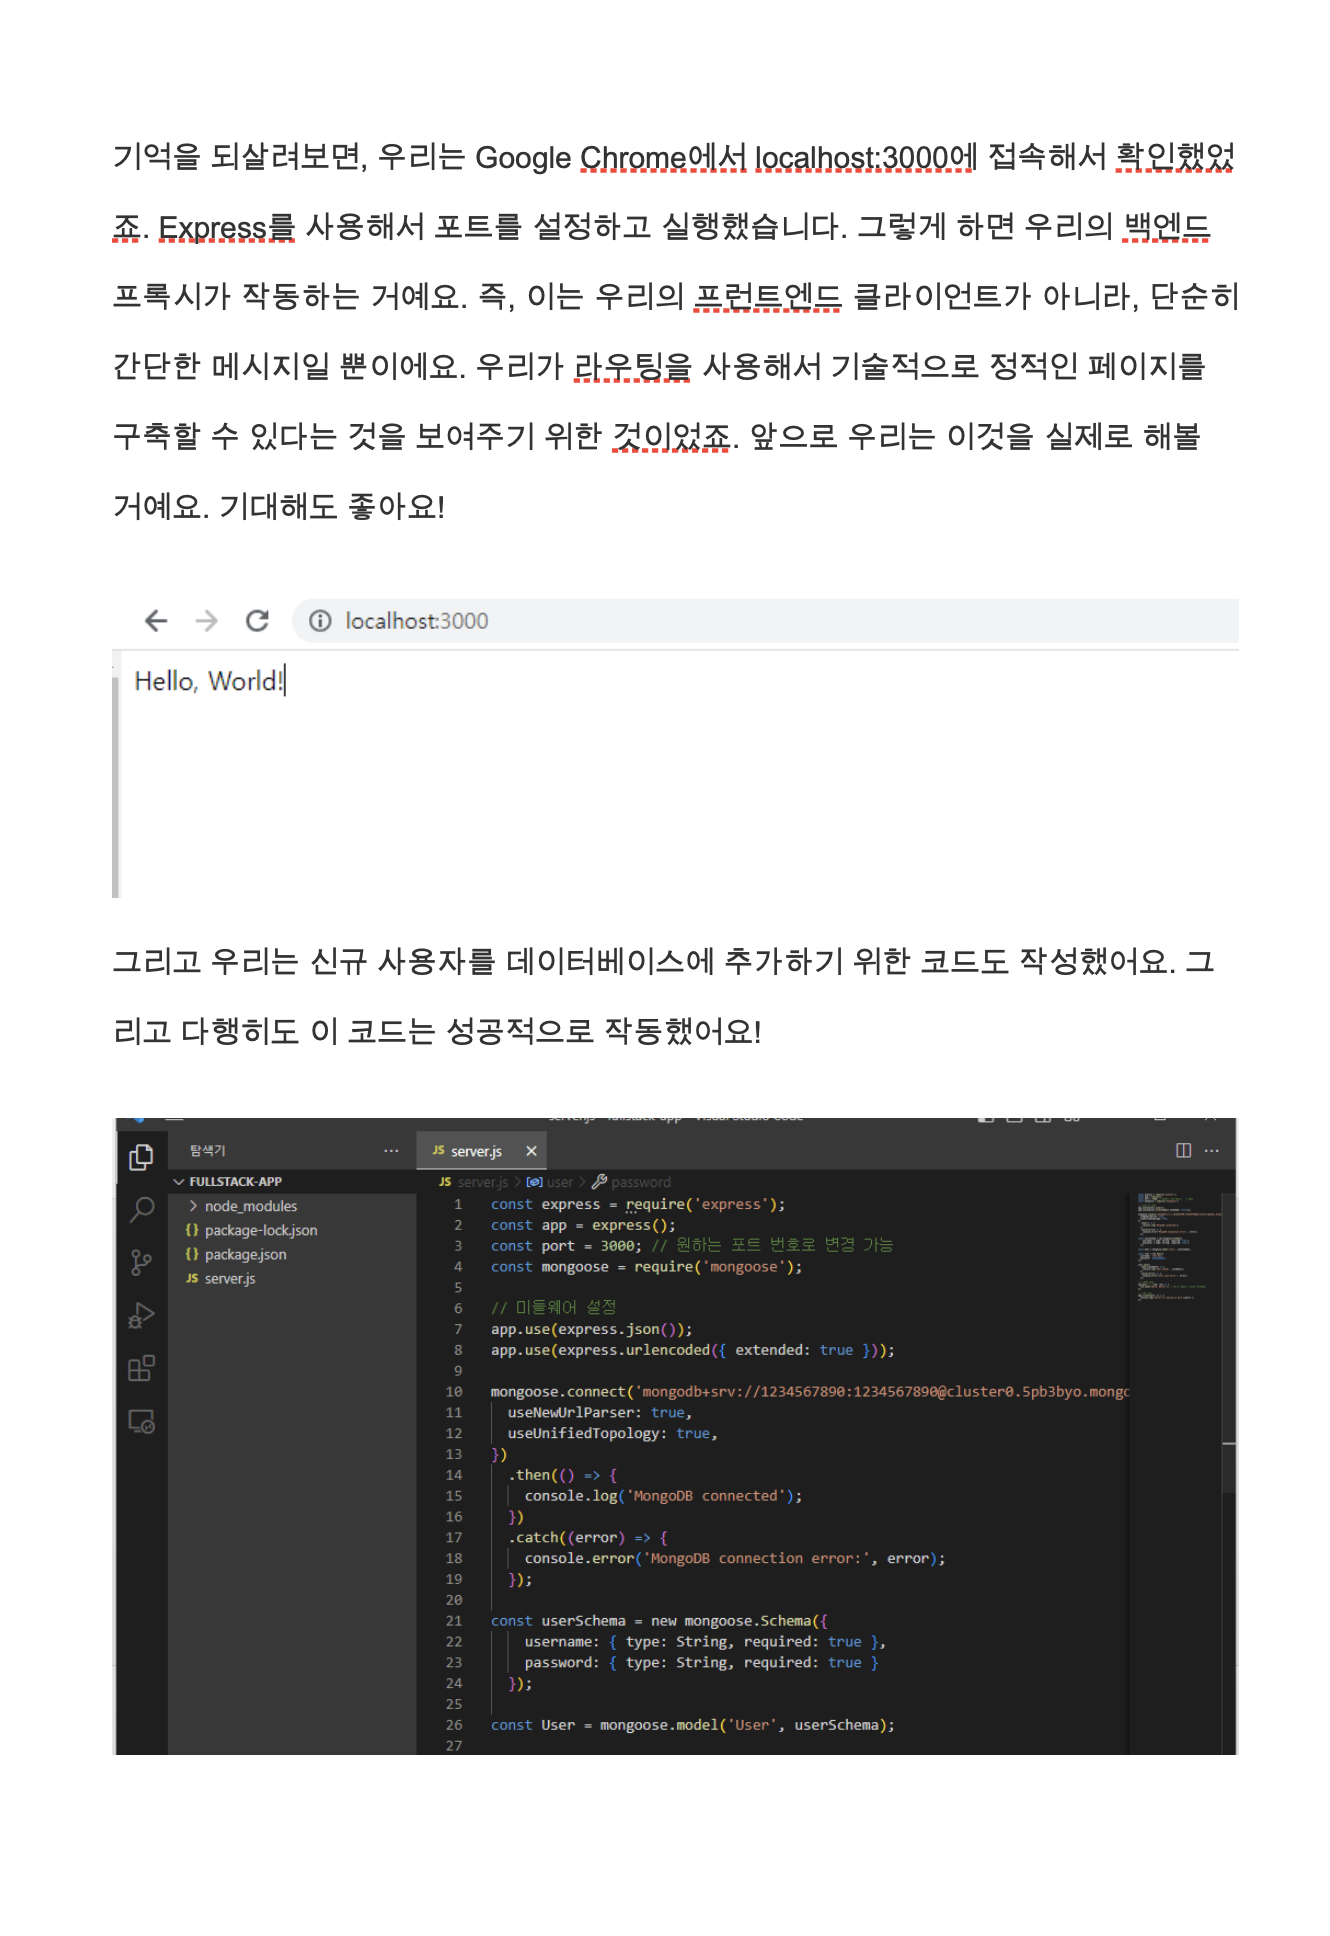 기억을 되살려보면, 우리는 Google Chrome에서 localhost:3000에 접속해서 확인했었
죠. Express를 사용해서 포트를 설정하고 실행했습니다. 그렇게 하면 우리의 백엔드
프록시가 작동하는 거예요. 즉, 이는 우리의 프런트엔드 클라이언트가 아니라, 단순히
간단한 메시지일 뿐이에요. 우리가 라우팅을 사용해서 기술적으로 정적인 페이지를
구축할 수 있다는 것을 보여주기 위한 것이었죠. 앞으로 우리는 이것을 실제로 해볼
거예요. 기대해도 좋아요!
localhost:3000
Hello, World!
그리고 우리는 신규 사용자를 데이터베이스에 추가하기 위한 코드도 작성했어요. 그
리고 다행히도 이 코드는 성공적으로 작동했어요!
탐색기 ··· JS server.js × ···
FULLSTACK-APP
node_modules
{} package-lock.json
{} package.json
JS server.js
JS server.js > user > password
1 const express = require('express');
2 const app = express();
3 const port = 3000; // 원하는 포트 번호로 변경 가능
4 const mongoose = require('mongoose');
5
6 // 미들웨어 설정
7 app.use(express.json());
8 app.use(express.urlencoded({ extended: true }));
9
10 mongoose.connect('mongodb+srv://1234567890:1234567890@cluster0.5pb3byo.mongo
11 useNewUrlParser: true,
12 useUnifiedTopology: true,
13 })
14 .then(() => {
15 console.log('MongoDB connected');
16 })
17 .catch((error) => {
18 console.error('MongoDB connection error:', error);
19 });
20
21 const userSchema = new mongoose.Schema({
22 username: { type: String, required: true },
23 password: { type: String, required: true }
24 });
25
26 const User = mongoose.model('User', userSchema);
27